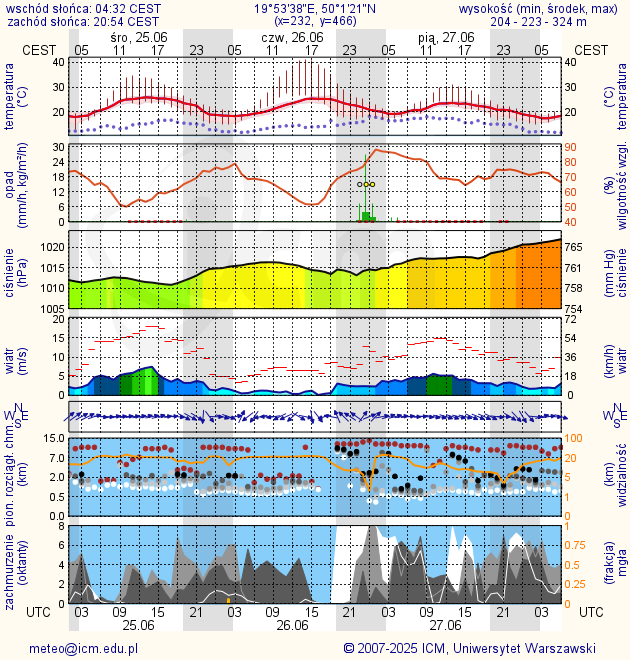 wschód słońca: 04:32 CEST 19°53'38"E, 50°1'21"N wysokość (min, środek, max)
zachód słońca: 20:54 CEST (x=232, y=466) 204 - 223 - 324 m
śro, 25.06 czw, 26.06 pią, 27.06
CEST 05 11 17 23 05 11 17 23 05 11 17 23 05 CEST
temperatura (°C) 40 30 20 40 30 20 temperatura (°C)
opad (mm/h, kg/m²/h) 30 24 18 12 6 0 90 80 70 60 50 40 (%) wilgotność wzgl.
ciśnienie (hPa) 1020 1015 1010 1005 765 761 758 754 (mm Hg) ciśnienie
wiatr (m/s) 20 15 10 5 0 72 54 36 18 0 (km/h) wiatr
N W E S N W E S
pion. rozciągł. chm. (km) 15.0 7.0 2.0 0.5 0.0 100 20 5 1 0 (km) widzialność
zachmurzenie (oktanty) 8 6 4 2 0 1 0.75 0.5 0.25 0 (frakcja) mgła
UTC 03 09 15 21 03 09 15 21 03 09 15 21 03 UTC
25.06 26.06 27.06
meteo@icm.edu.pl © 2007-2025 ICM, Uniwersytet Warszawski